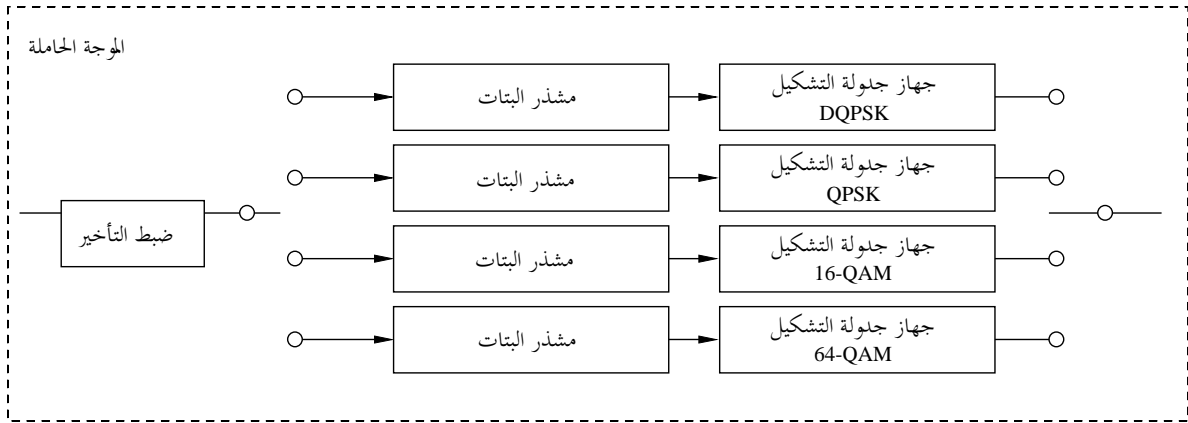 الموجة الحاملة
مشذر البتات
جهاز جدولة التشكيل
DQPSK
مشذر البتات
جهاز جدولة التشكيل
QPSK
ضبط التأخير
مشذر البتات
جهاز جدولة التشكيل
16-QAM
مشذر البتات
جهاز جدولة التشكيل
64-QAM